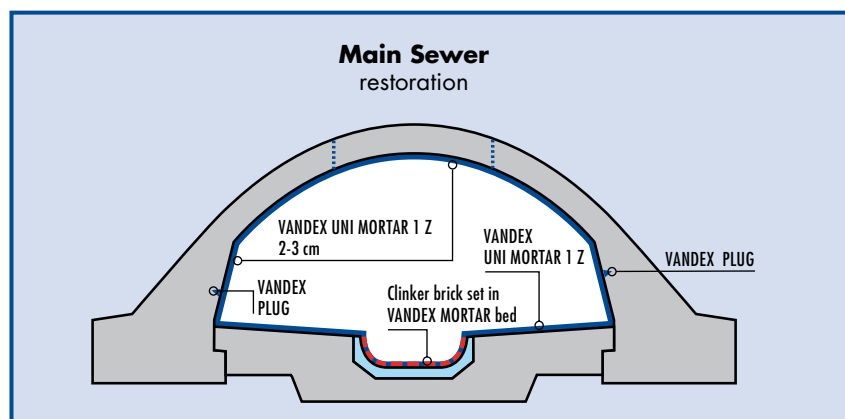 Main Sewer
restoration
VANDEX UNI MORTAR 1 Z
2-3 cm
VANDEX
UNI MORTAR 1 Z
VANDEX PLUG
VANDEX
PLUG
Clinker brick set in
VANDEX MORTAR bed